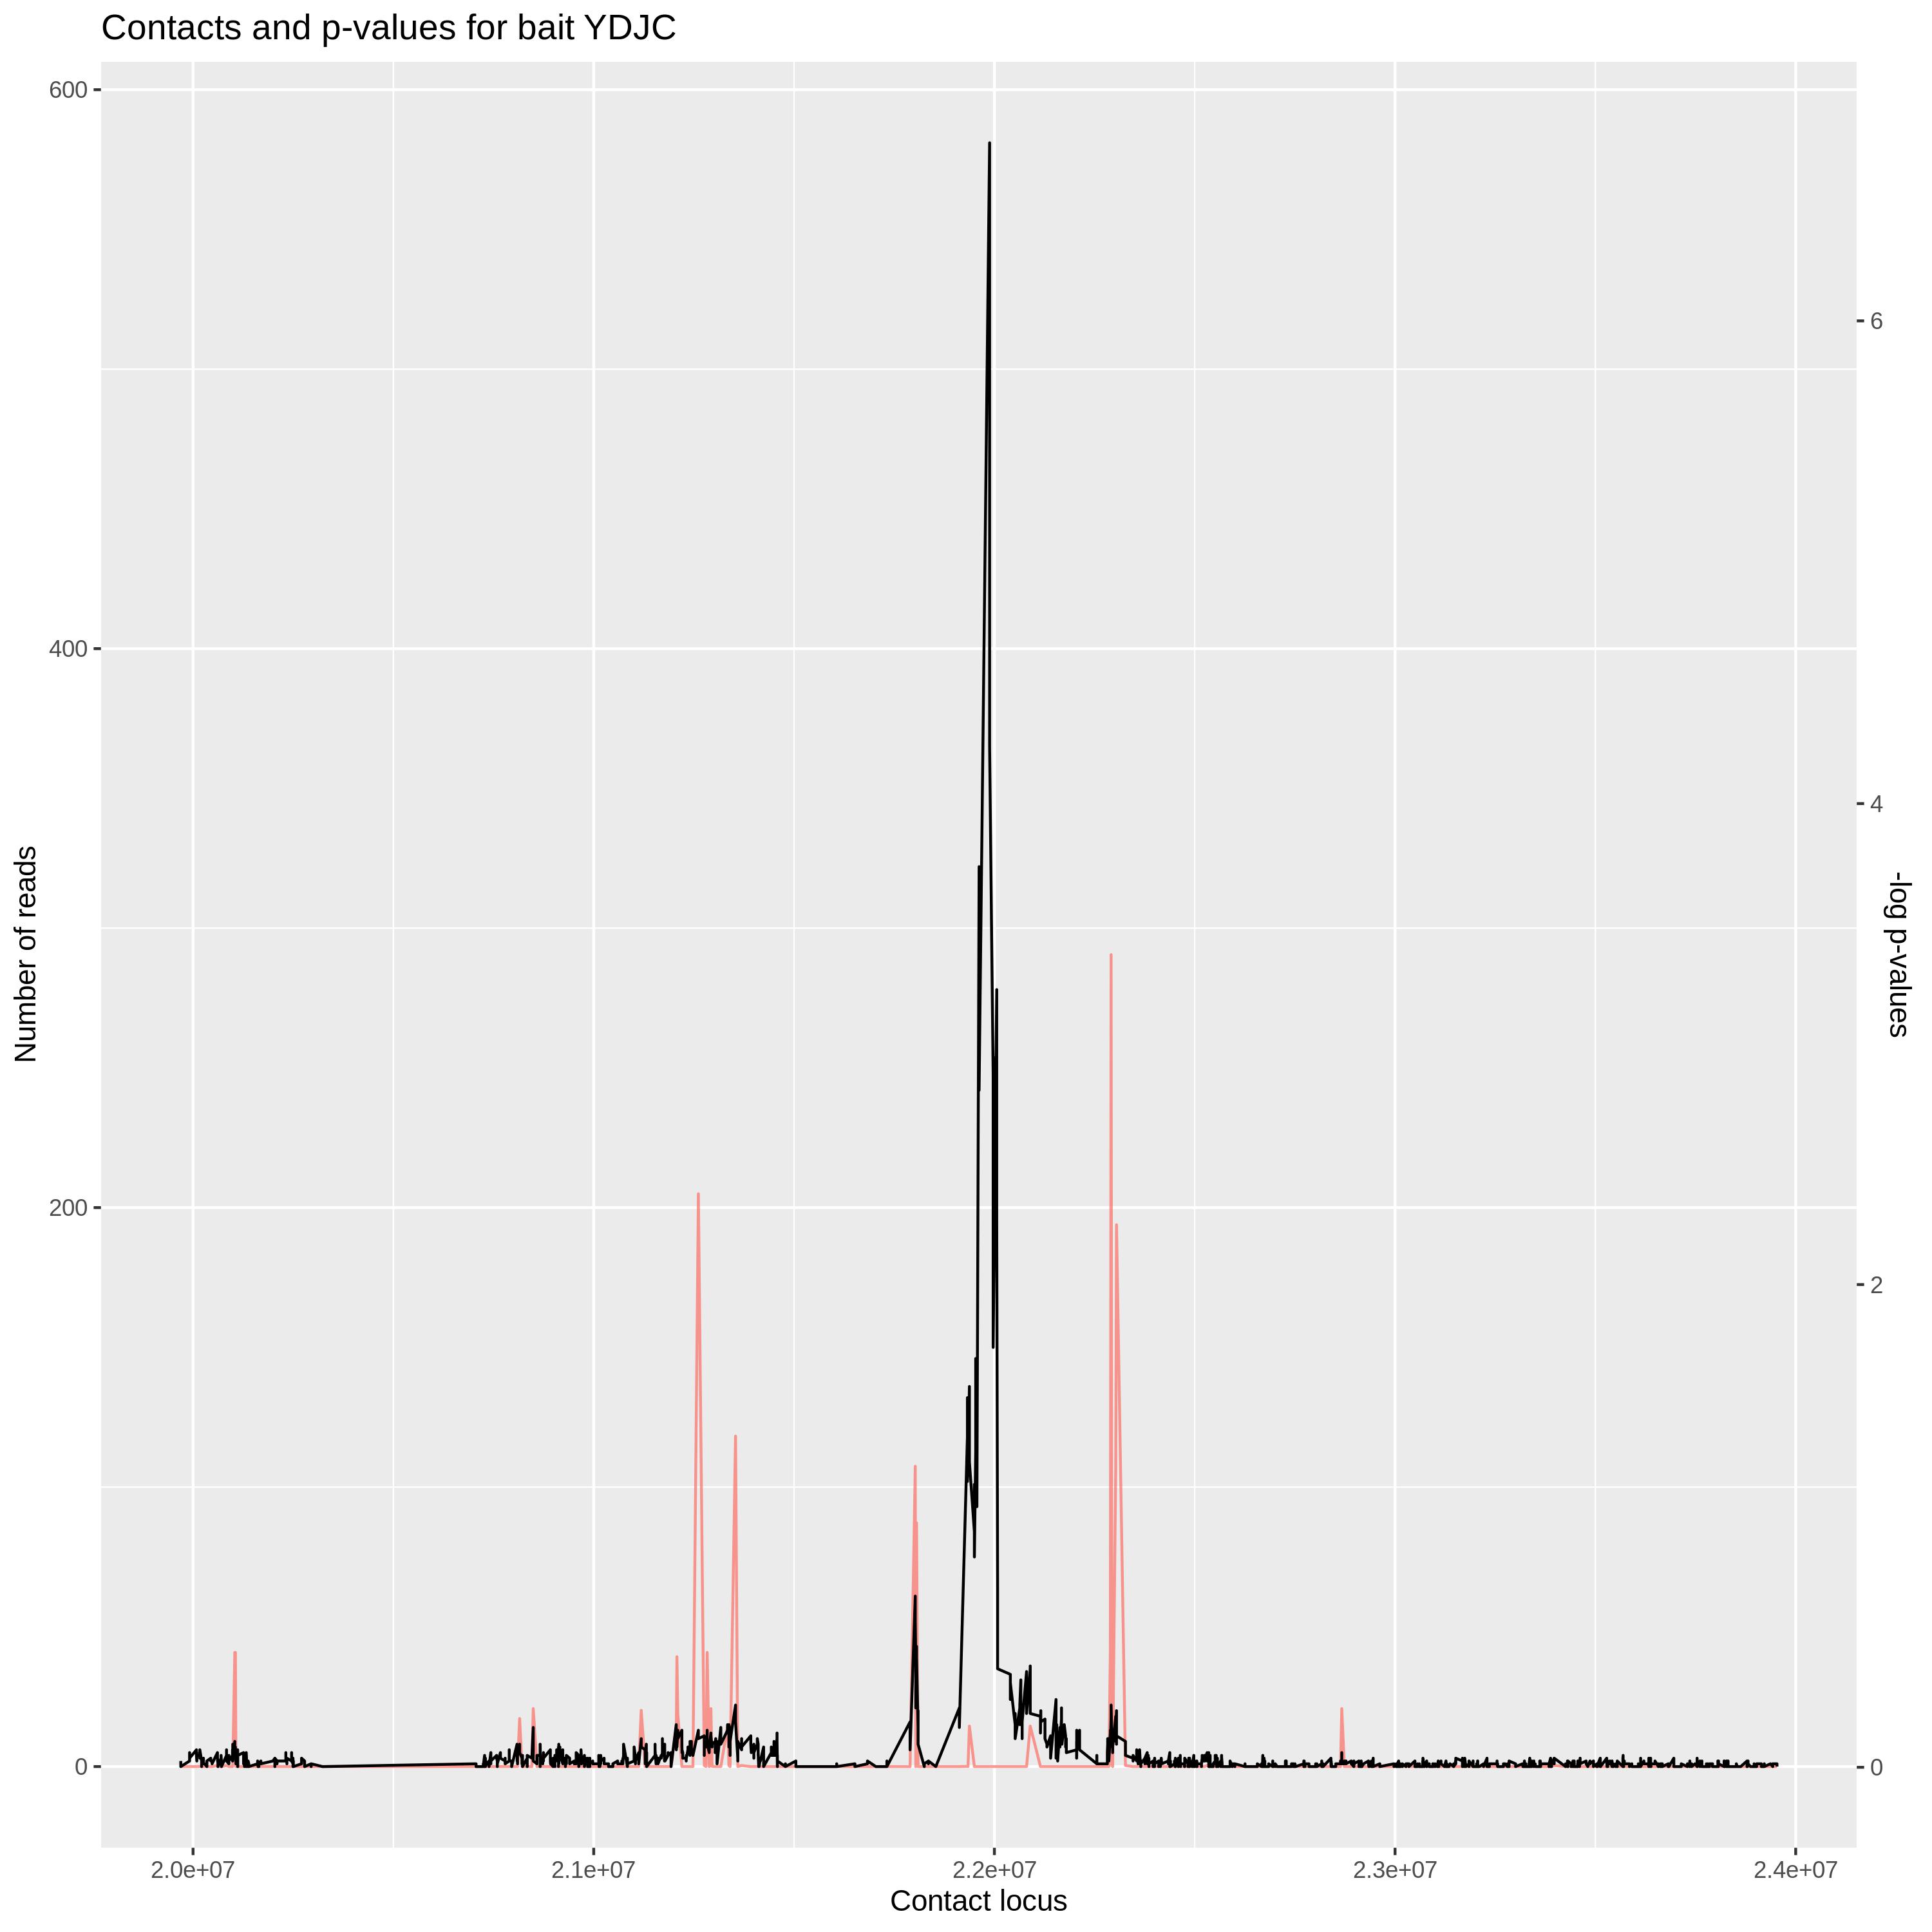 Contacts and p-values for bait YDJC
600
400
200
0
Number of reads
6
4
2
0
-log p-values
2.0e+07
2.1e+07
2.2e+07
2.3e+07
2.4e+07
Contact locus